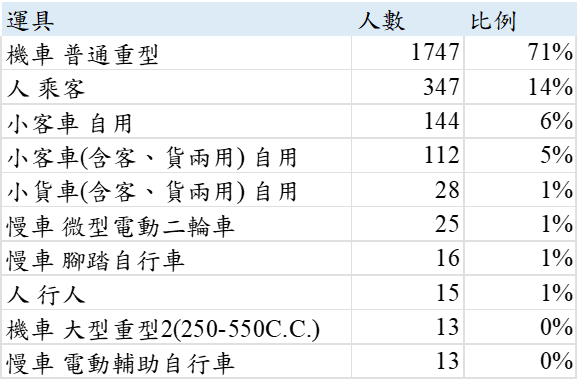 運具 人數 比例
機車 普通重型 1747 71%
人 乘客 347 14%
小客車 自用 144 6%
小客車(含客、貨兩用) 自用 112 5%
小貨車(含客、貨兩用) 自用 28 1%
慢車 微型電動二輪車 25 1%
慢車 腳踏自行車 16 1%
人 行人 15 1%
機車 大型重型2(250-550C.C.) 13 0%
慢車 電動輔助自行車 13 0%